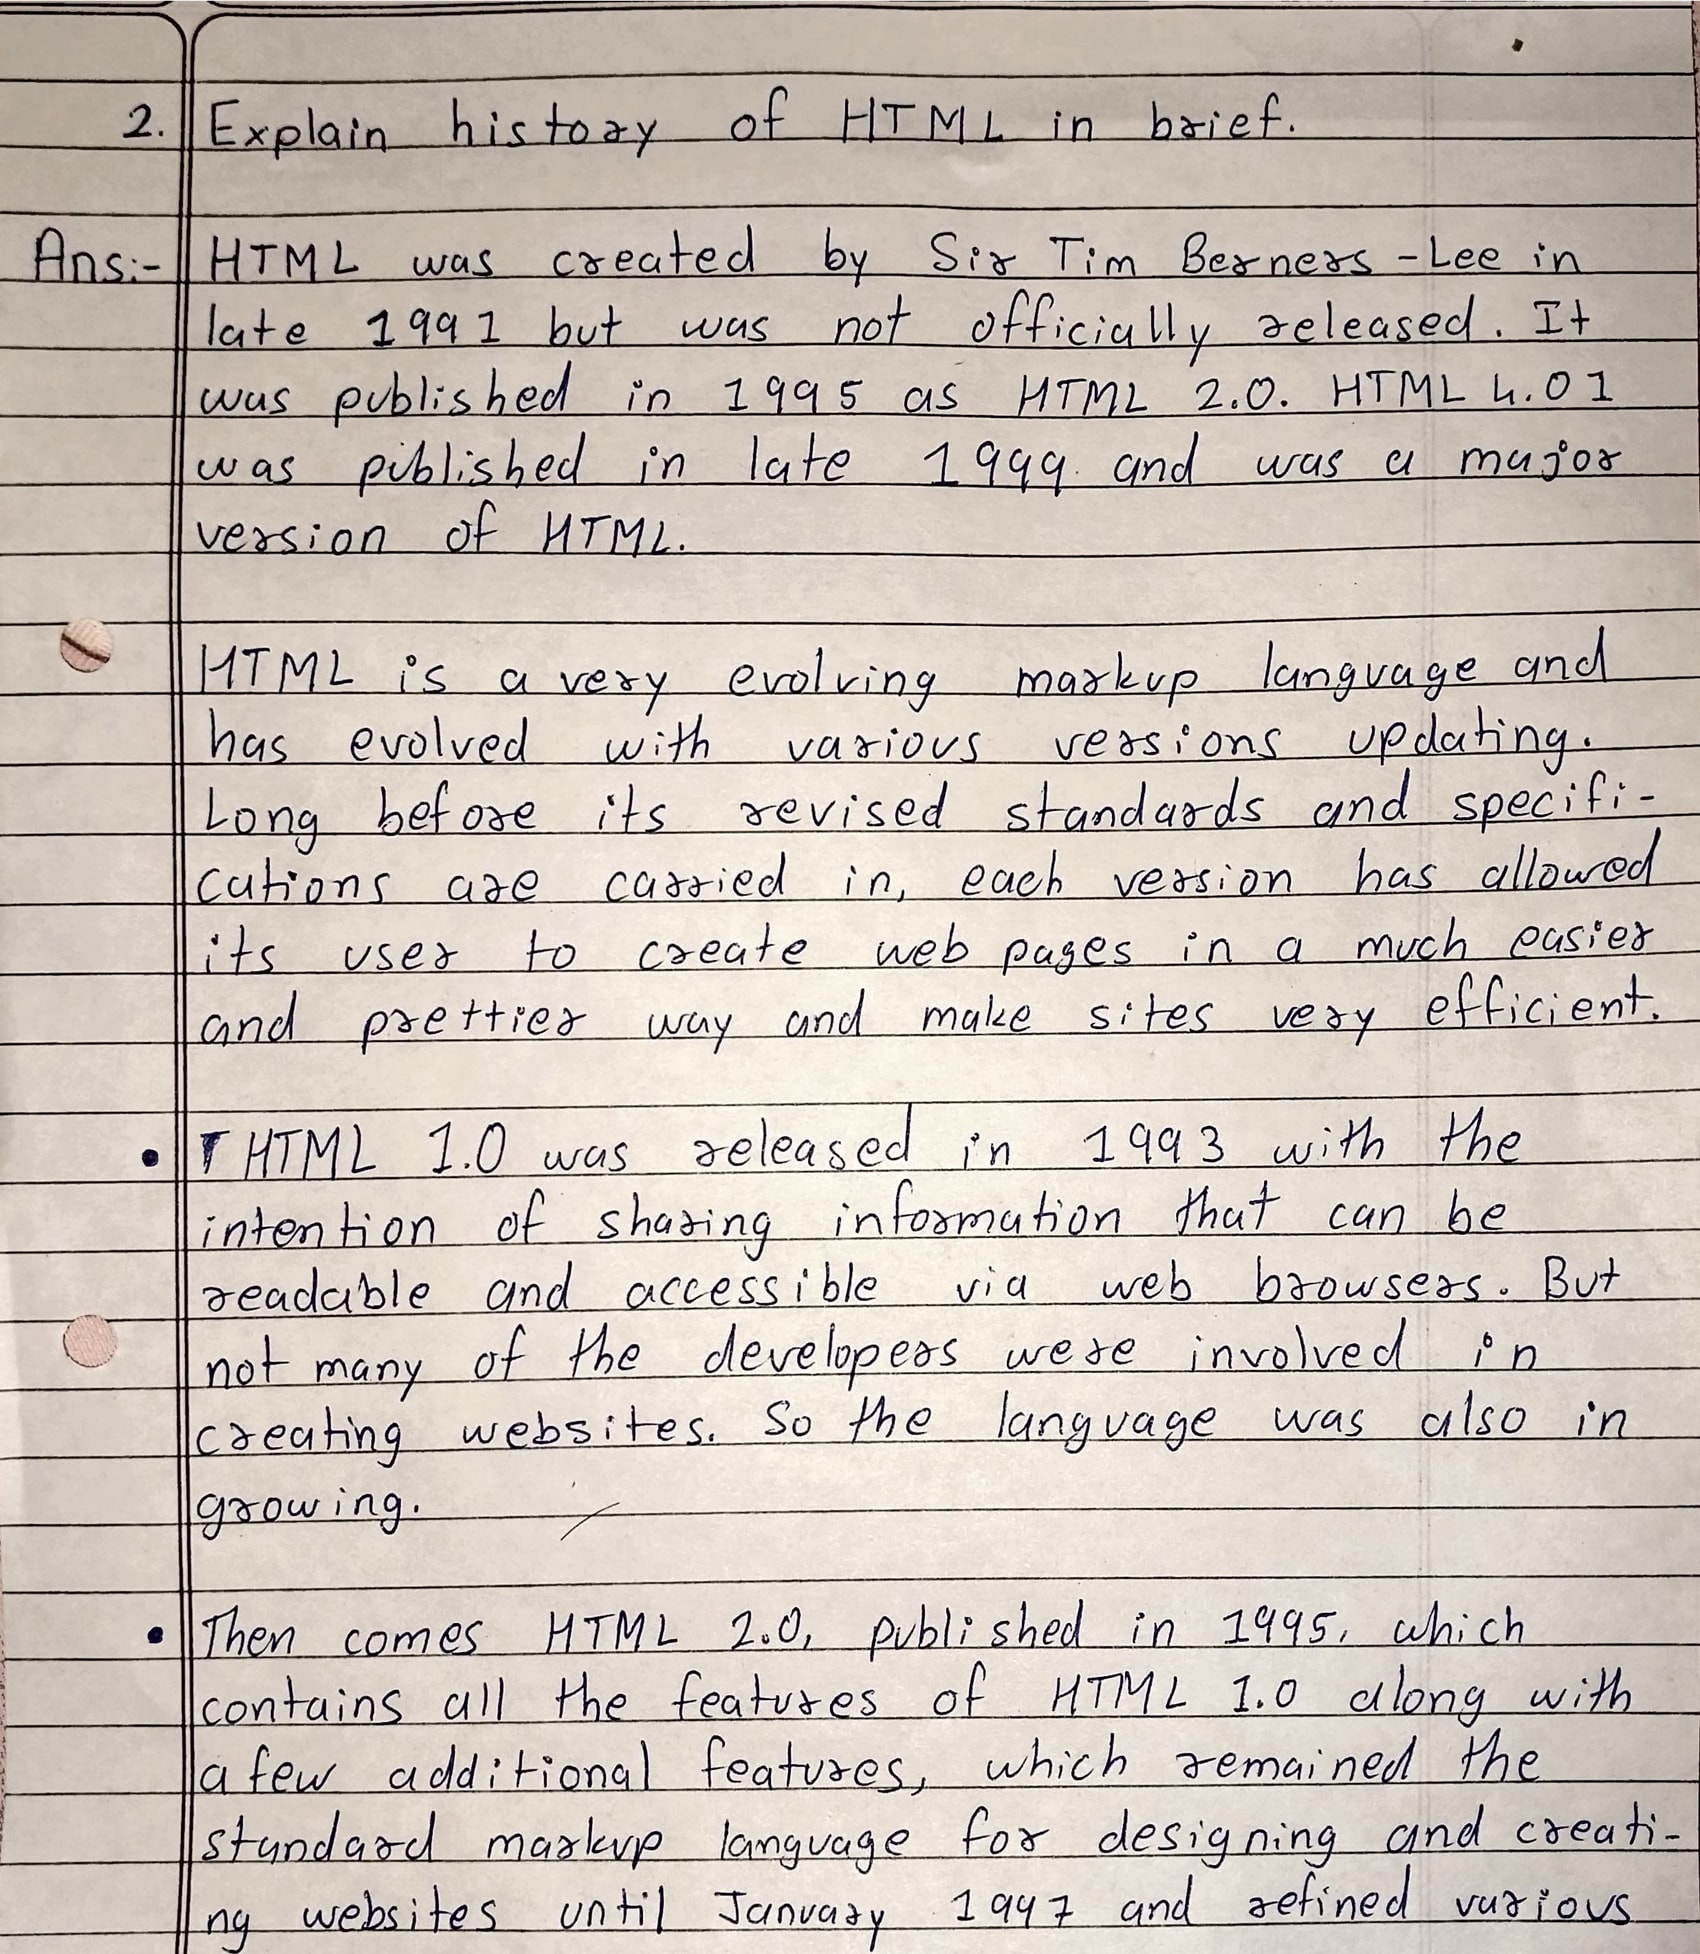 2. Explain history of HTML in brief.
Ans:- HTML was created by Sir Tim Berners-Lee in
late 1991 but was not officially released. It
was published in 1995 as HTML 2.0. HTML 4.01
was published in late 1999 and was a major
version of HTML.
HTML is a very evolving markup language and
has evolved with various versions updating.
Long before its revised standards and specifi-
cations are carried in, each version has allowed
its user to create web pages in a much easier
and prettier way and make sites very efficient.
• HTML 1.0 was released in 1993 with the
intention of sharing information that can be
readable and accessible via web browsers. But
not many of the developers were involved in
creating websites. So the language was also in
growing.
• Then comes HTML 2.0, published in 1995, which
contains all the features of HTML 1.0 along with
a few additional features, which remained the
standard markup language for designing and creati-
ng websites until January 1997 and refined various